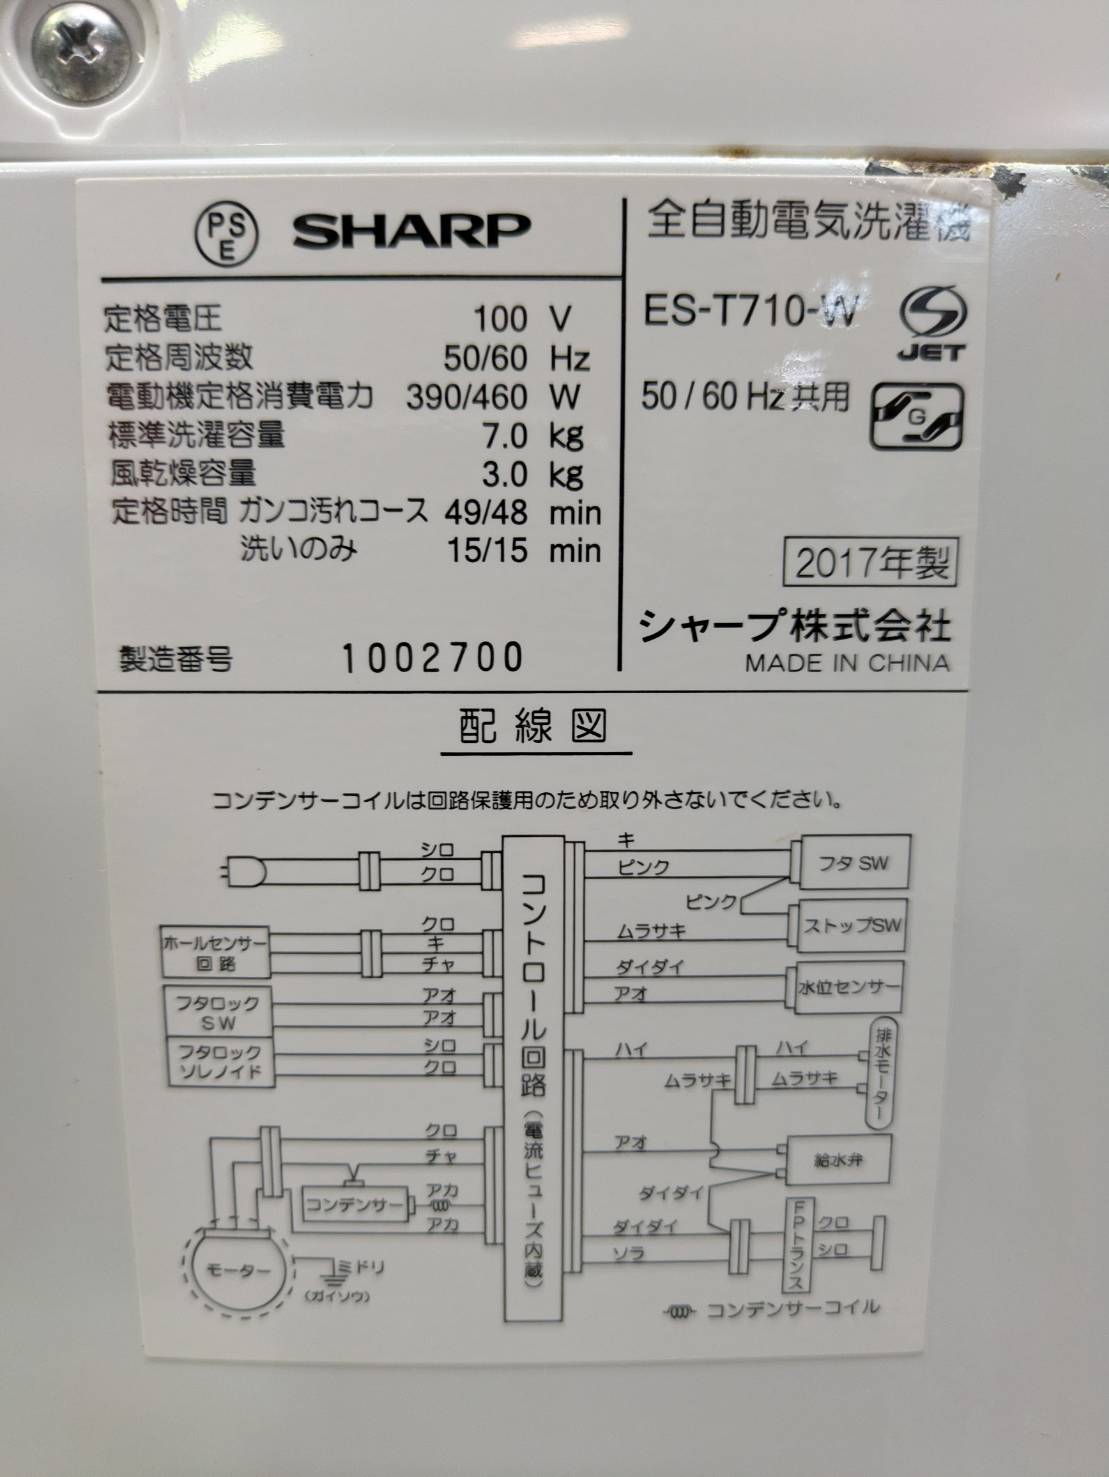 PSE SHARP
定格電圧 100 V
定格周波数 50/60 Hz
電動機定格消費電力 390/460 W
標準洗濯容量 7.0 kg
風乾燥容量 3.0 kg
定格時間 ガンコ汚れコース 49/48 min
洗いのみ 15/15 min
製造番号 1002700
全自動電気洗濯機
ES-T710-W
JET
50/60 Hz 共用
G
2017年製
シャープ株式会社
MADE IN CHINA
配線図
コンデンサーコイルは回路保護用のため取り外さないでください。
シロ
クロ
ホールセンサー
回路
クロ
キ
チャ
フタロック
SW
アオ
アオ
フタロック
ソレノイド
シロ
クロ
クロ
チャ
コンデンサー
アカ
アカ
モーター
ミドリ
(ガイソウ)
コントロール回路(電流ヒューズ内蔵)
キ
ピンク
フタ SW
ピンク
ムラサキ
ストップSW
ダイダイ
アオ
水位センサー
ハイ
ハイ
ムラサキ
ムラサキ
排水モーター
アオ
給水弁
ダイダイ
ダイダイ
ソラ
FPトランス
クロ
シロ
コンデンサーコイル